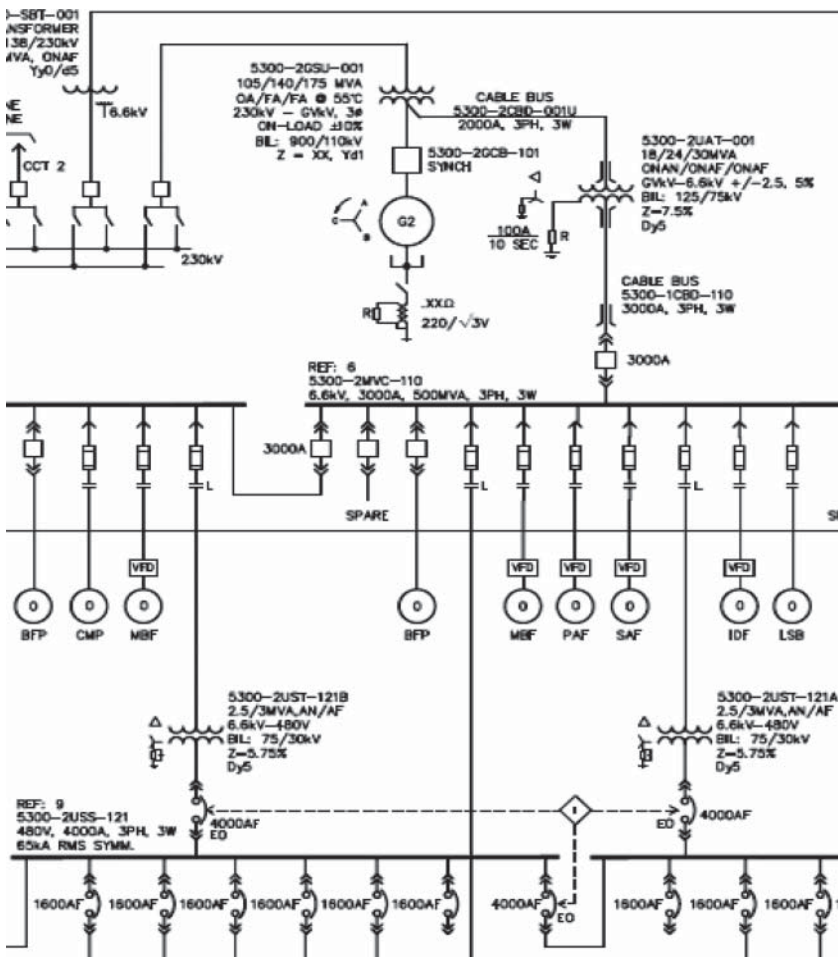 -SBT-001
ANSFORMER
138/230kV
MVA, ONAF
Yy0/d5
6.6kV
NE
NE
CCT 2
230kV
5300-2GSU-001
105/140/175 MVA
OA/FA/FA @ 55°C
230kV - GVkV, 3ø
ON-LOAD ±10%
BIL: 900/110kV
Z = XX, Yd1
CABLE BUS
5300-2CBD-001U
2000A, 3PH, 3W
5300-2GCB-101
SYNCH
A
C
B
G2
R
.XXΩ
220/√3V
5300-2UAT-001
18/24/30MVA
ONAN/ONAF/ONAF
GVkV-6.6kV +/-2.5, 5%
BIL: 125/75kV
Z=7.5%
Dy5
100A
10 SEC
R
CABLE BUS
5300-1CBD-110
3000A, 3PH, 3W
3000A
REF: 6
5300-2MVC-110
6.6kV, 3000A, 500MVA, 3PH, 3W
3000A
L
L
L
SPARE
VFD
VFD
VFD
VFD
VFD
BFP
CMP
MBF
BFP
MBF
PAF
SAF
IDF
LSB
5300-2UST-121B
2.5/3MVA,AN/AF
6.6kV-480V
BIL: 75/30kV
Z=5.75%
Dy5
5300-2UST-121A
2.5/3MVA,AN/AF
6.6kV-480V
BIL: 75/30kV
Z=5.75%
Dy5
REF: 9
5300-2USS-121
480V, 4000A, 3PH, 3W
65kA RMS SYMM.
4000AF
EO
EO
4000AF
1600AF
1600AF
1600AF
1600AF
1600AF
1600AF
4000AF
EO
1600AF
1600AF